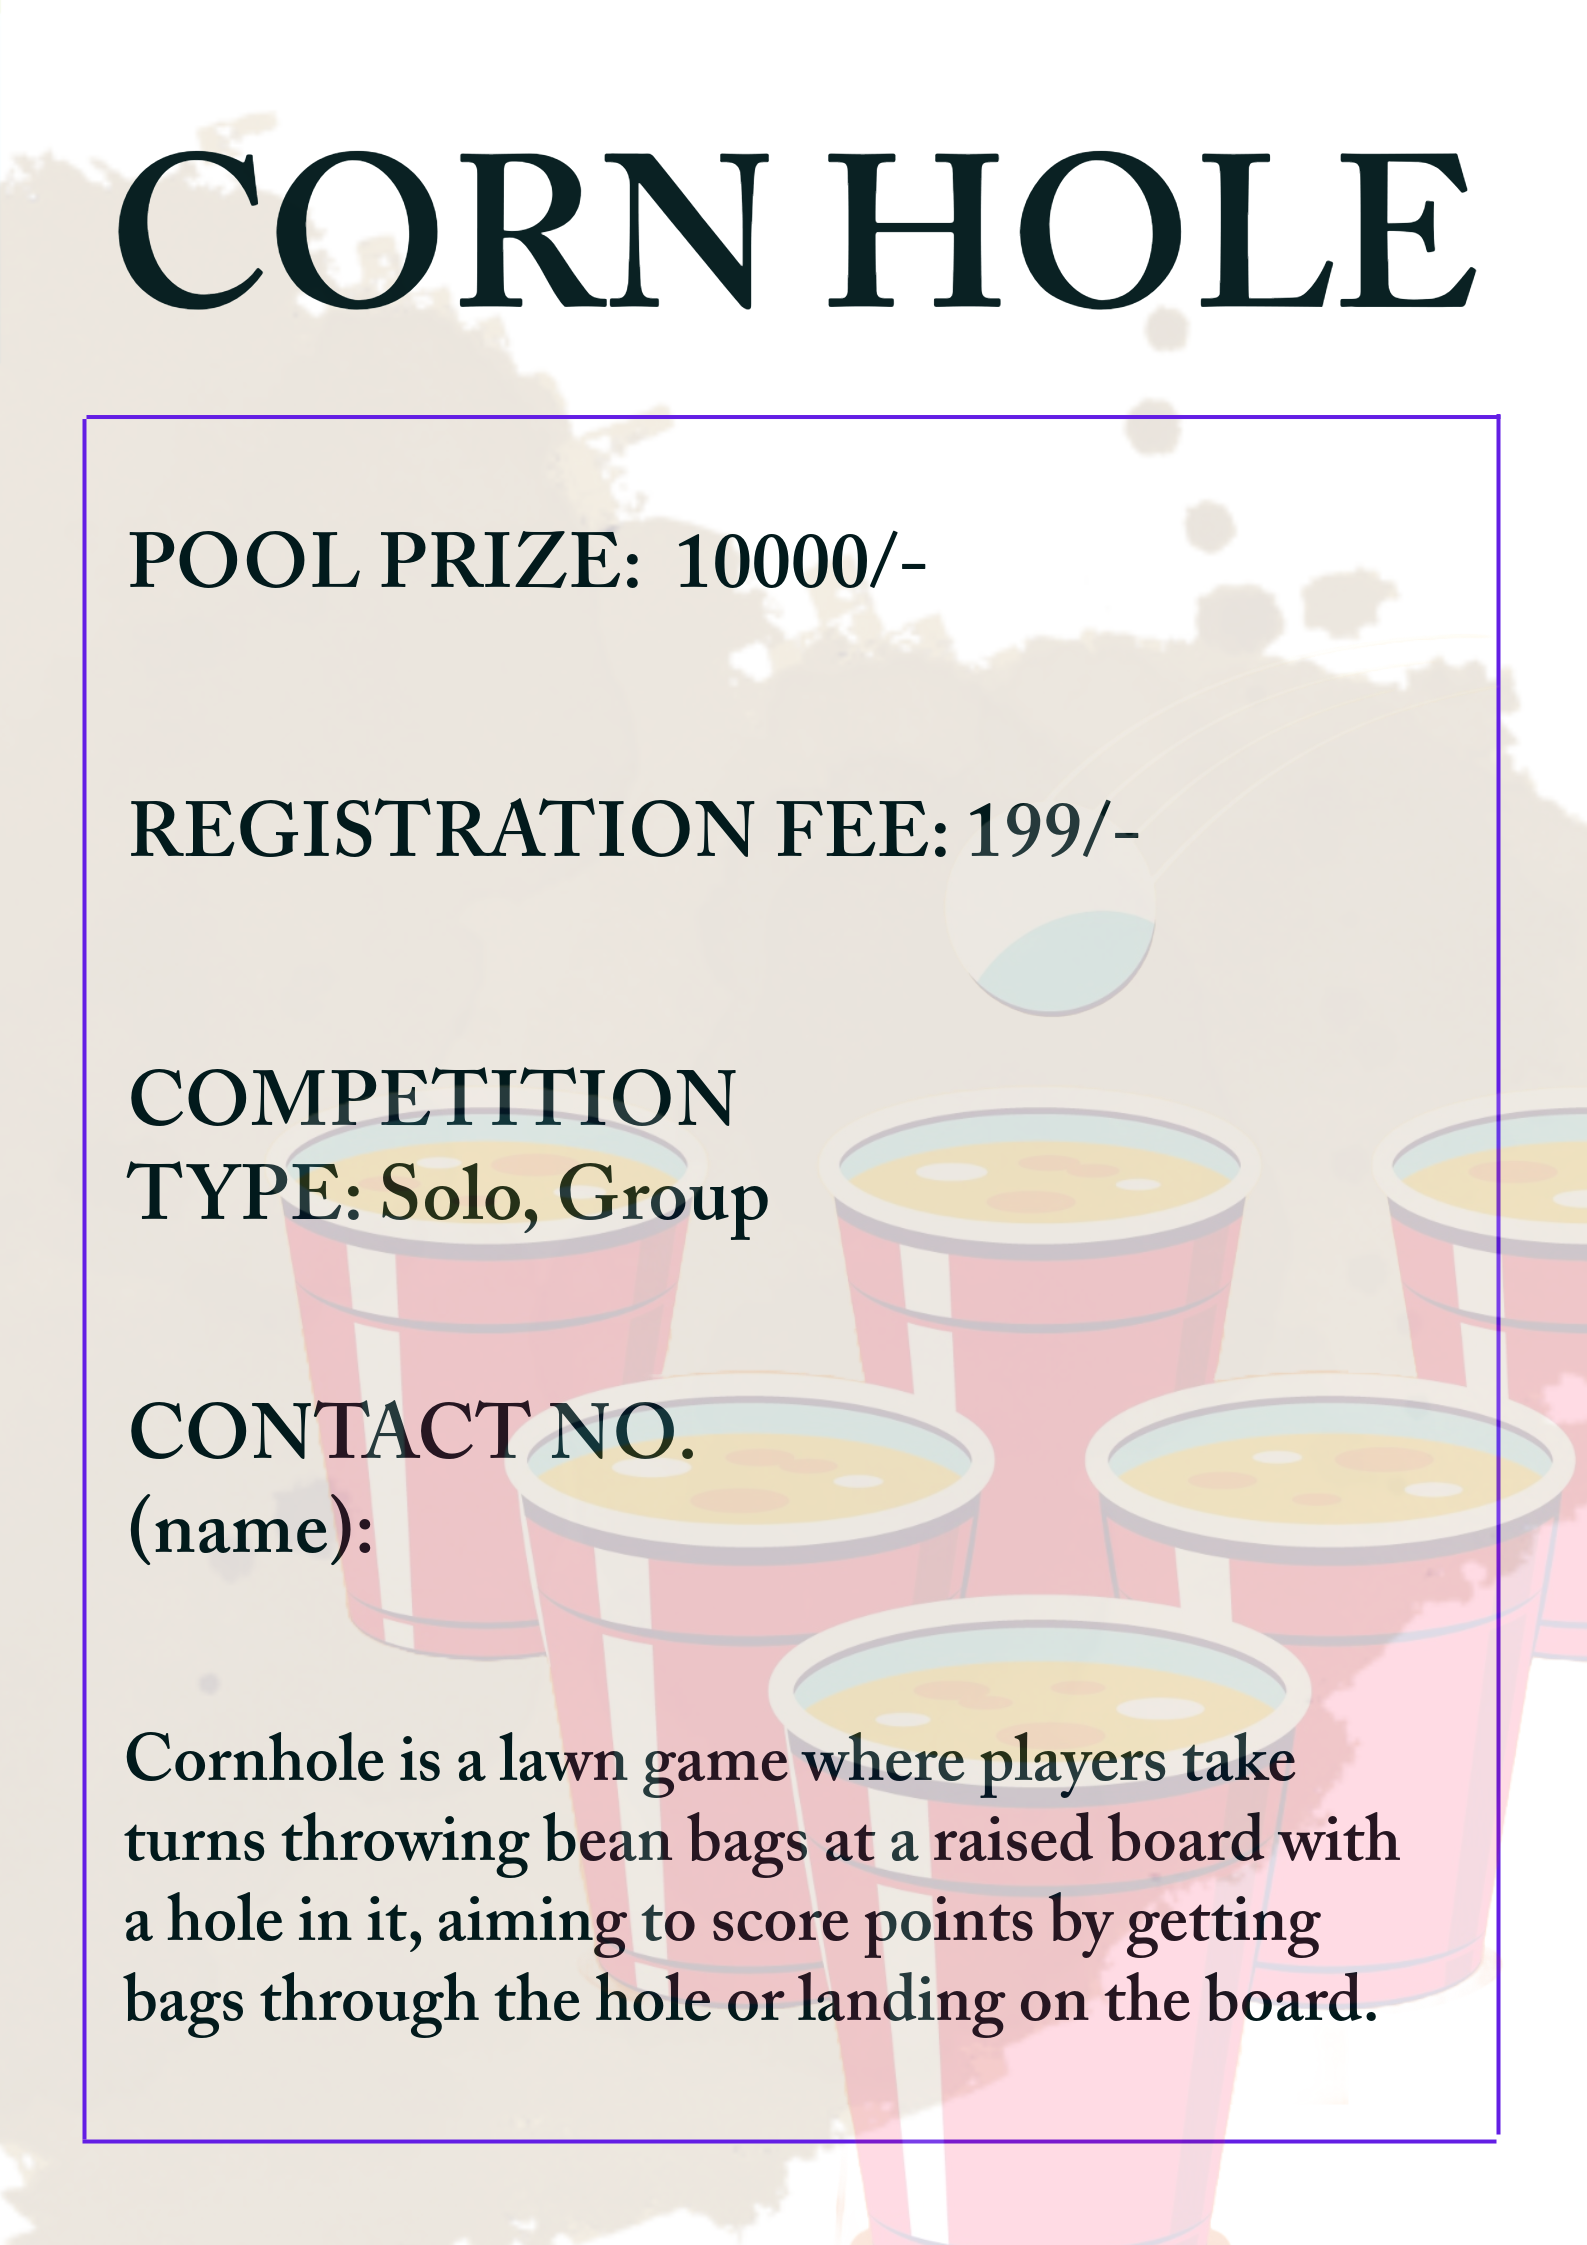 CORN HOLE
POOL PRIZE: 10000/-
REGISTRATION FEE: 199/-
COMPETITION
TYPE: Solo, Group
CONTACT NO.
(name):
Cornhole is a lawn game where players take
turns throwing bean bags at a raised board with
a hole in it, aiming to score points by getting
bags through the hole or landing on the board.